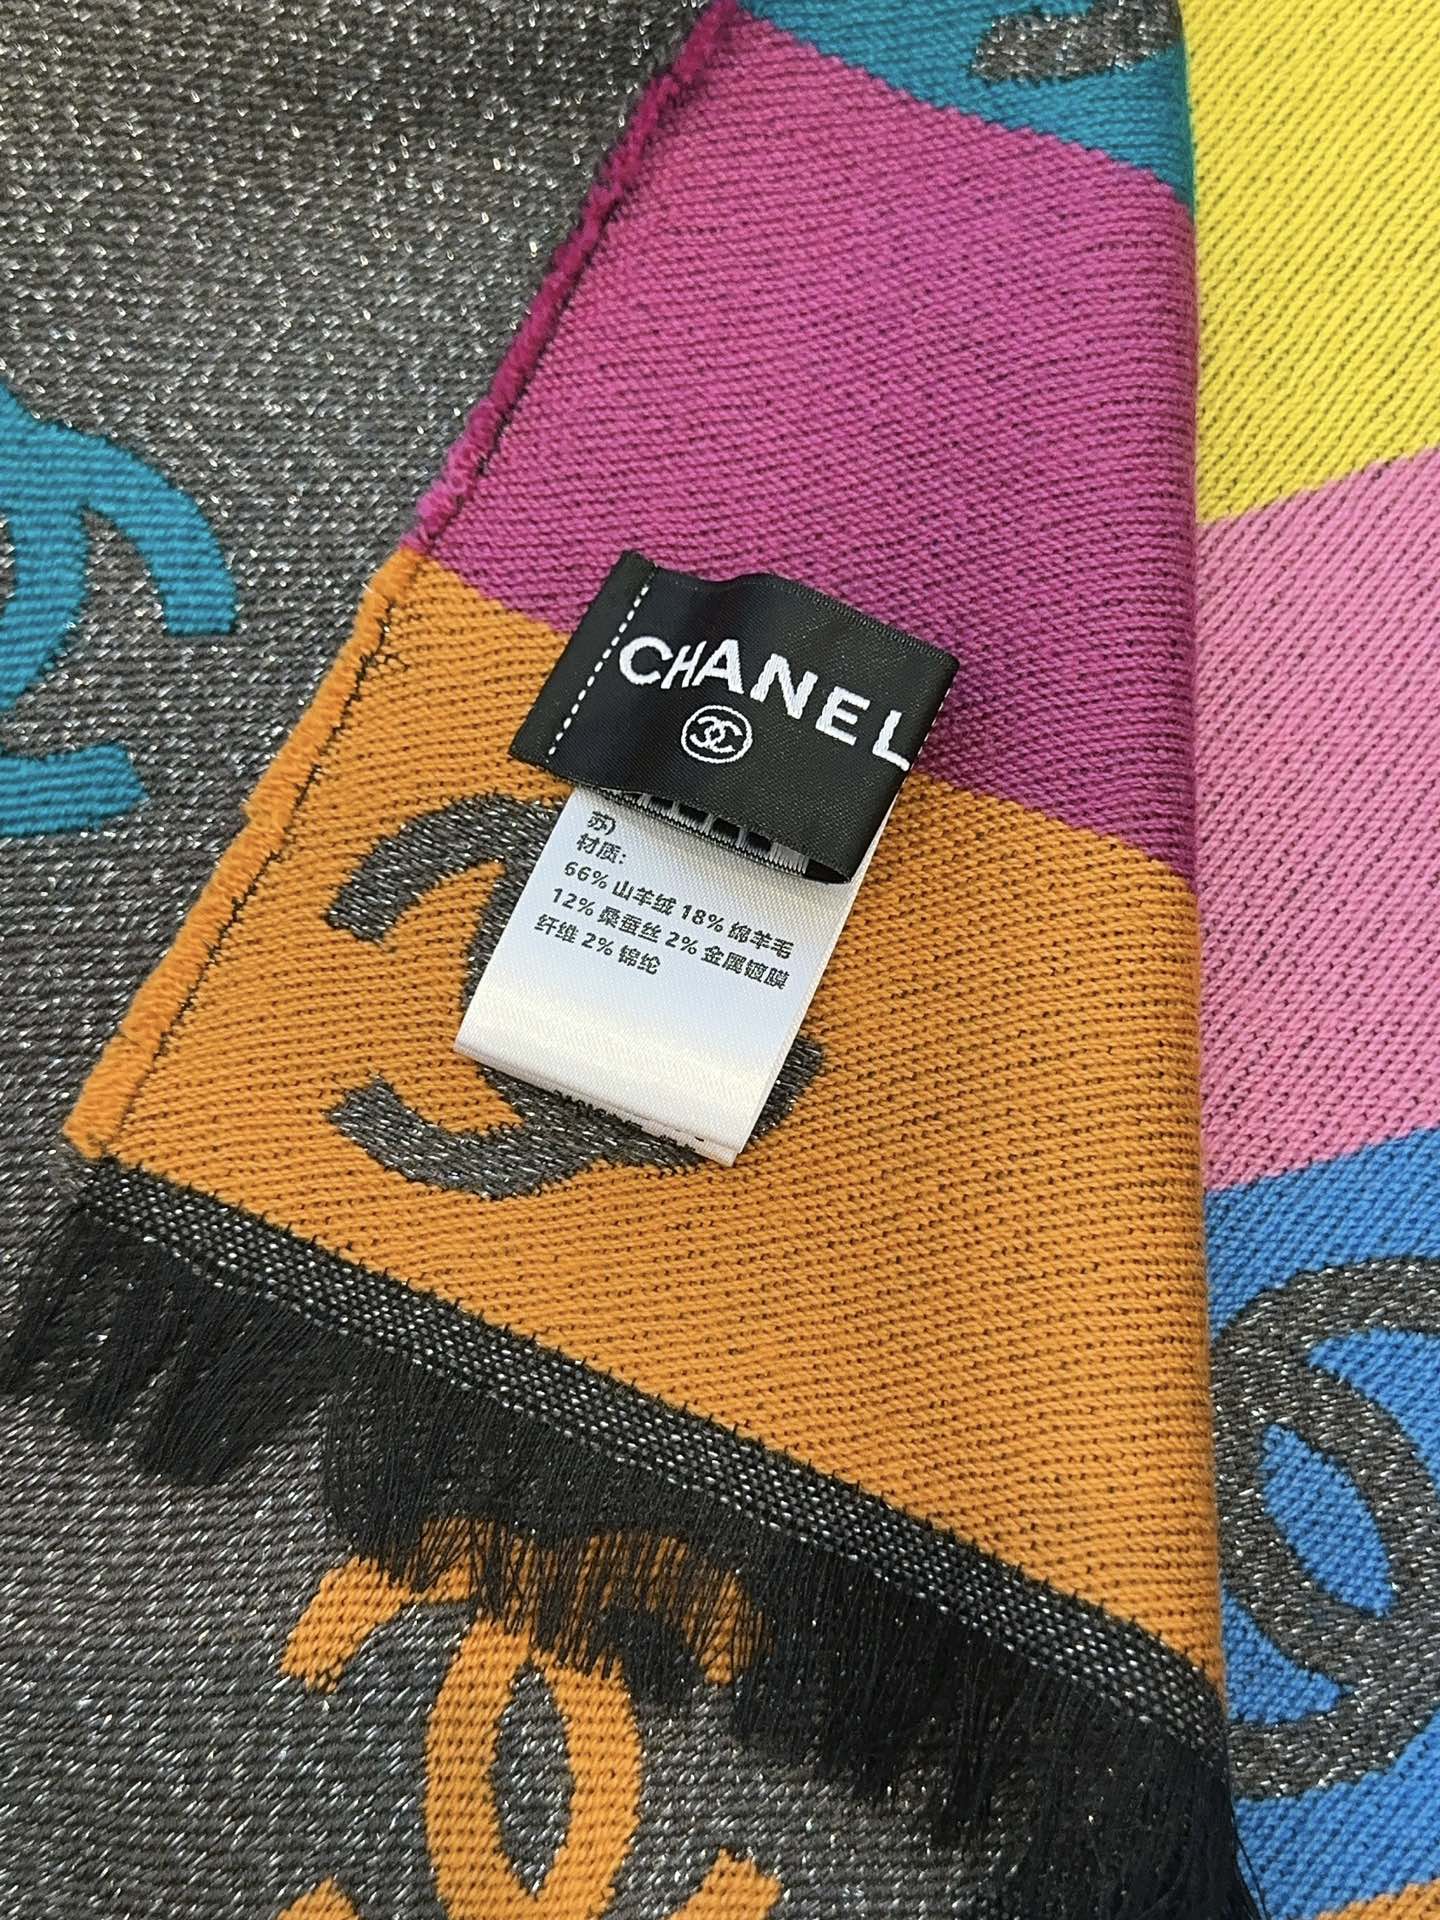 CHANEL
苏)
材质:
66% 山羊绒 18% 绵羊毛
12% 桑蚕丝 2% 金属镀膜
纤维 2% 锦纶